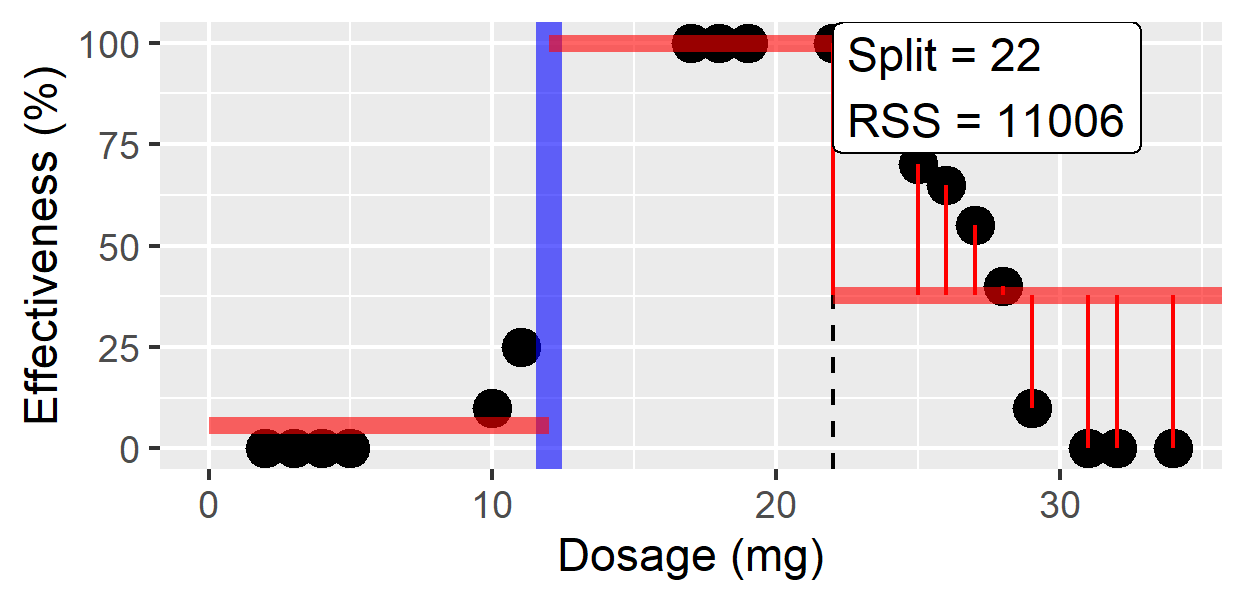 Effectiveness (%)
100
75
50
25
0
Split = 22
RSS = 11006
0 10 20 30
Dosage (mg)